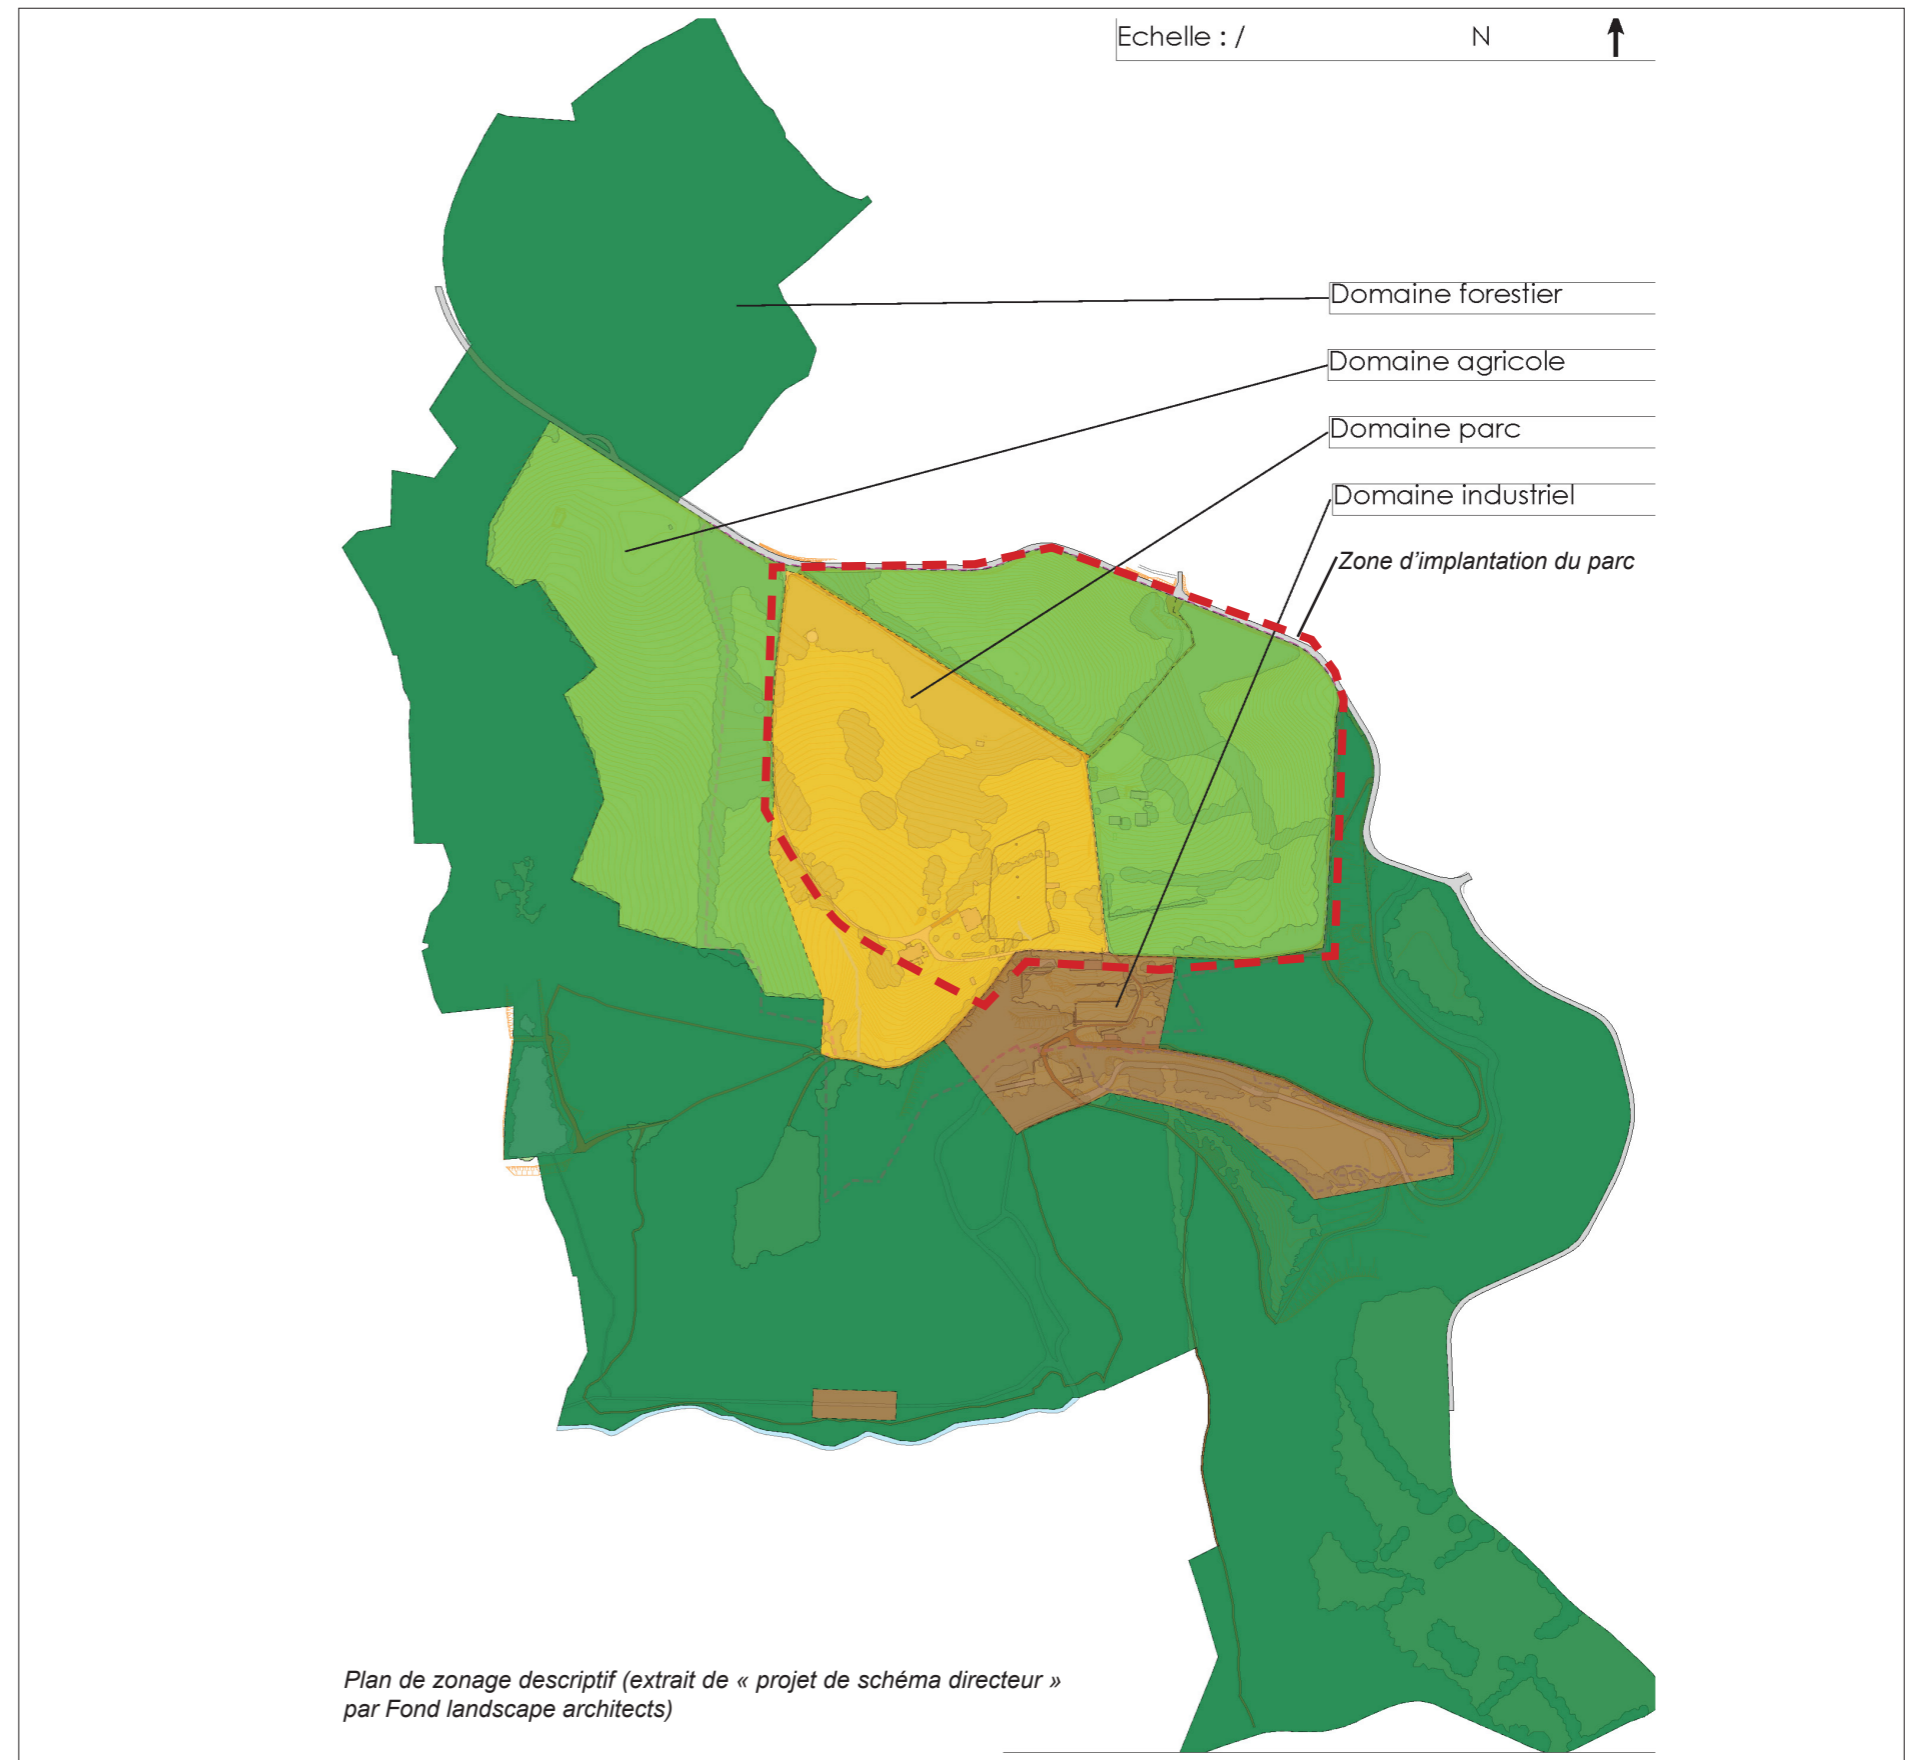 Echelle : / N
Domaine forestier
Domaine agricole
Domaine parc
Domaine industriel
Zone d'implantation du parc
Plan de zonage descriptif (extrait de « projet de schéma directeur »
par Fond landscape architects)